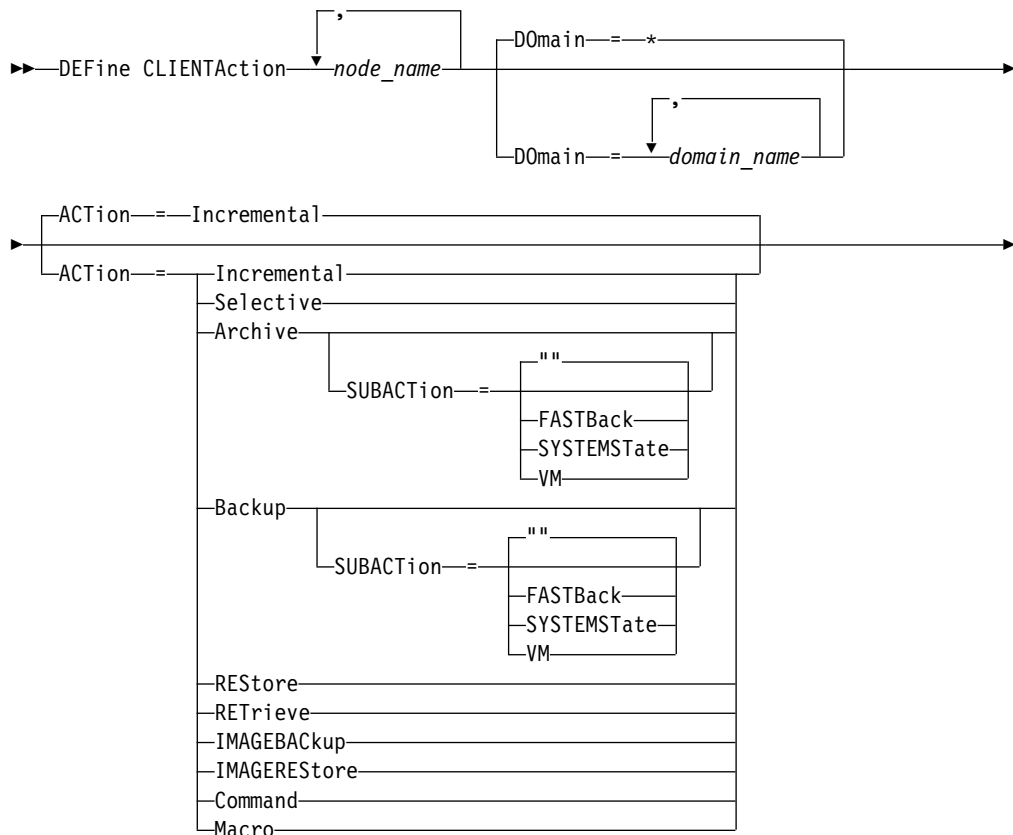 ,
DOmain = *
DEFine CLIENTAction node_name
,
DOmain = domain_name
ACTion = Incremental
ACTion = Incremental
Selective
Archive
""
SUBACTion =
FASTBack
SYSTEMSTate
VM
Backup
""
SUBACTion =
FASTBack
SYSTEMSTate
VM
REStore
RETrieve
IMAGEBACkup
IMAGEREStore
Command
Macro